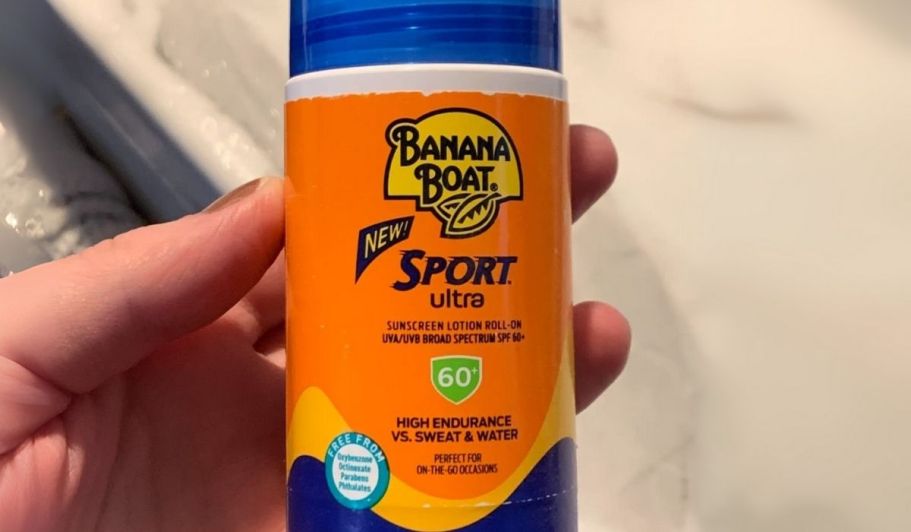 BANANA
BOAT®
NEW!
SPORT
ultra
SUNSCREEN LOTION ROLL-ON
UVA/UVB BROAD SPECTRUM SPF 60+
60+
HIGH ENDURANCE
VS. SWEAT & WATER
PERFECT FOR
ON-THE-GO OCCASIONS
FREE FROM
Oxybenzone
Octinoxate
Parabens
Phthalates